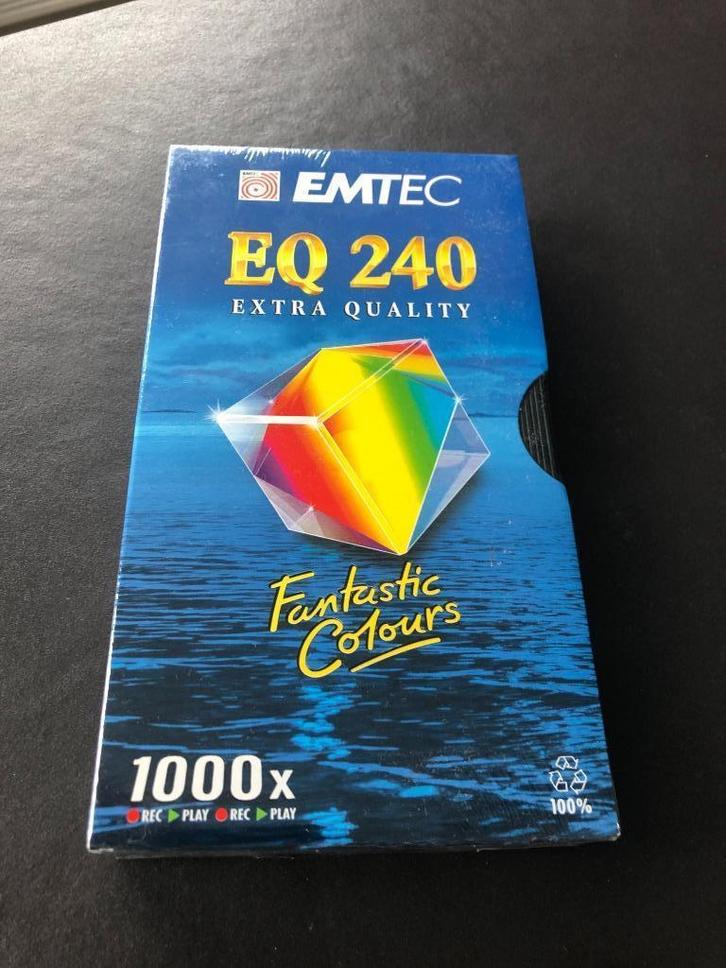 EMTEC
EQ 240
EXTRA QUALITY
Fantastic
Colours
1000x
REC PLAY REC PLAY
100%